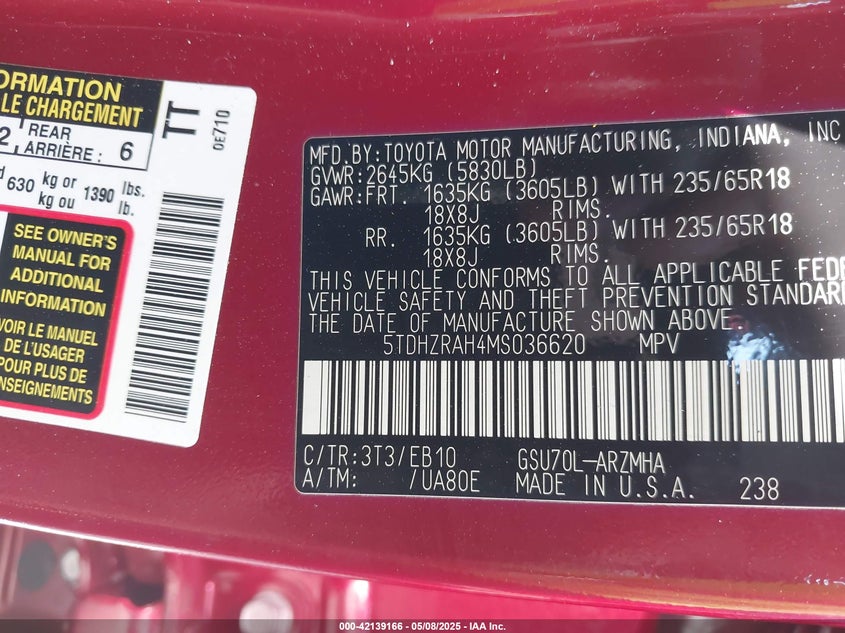 ORMATION
LE CHARGEMENT
2 REAR
ARRIÈRE: 6
630 kg or 1390 lbs.
kg ou lb.
SEE OWNER'S
MANUAL FOR
ADDITIONAL
INFORMATION
VOIR LE MANUEL
DE L'USAGER
POUR PLUS DE
RENSEIGNEMENTS
TT
0E710
MFD.BY:TOYOTA MOTOR MANUFACTURING, INDIANA, INC
GVWR:2645KG (5830LB)
GAWR:FRT. 1635KG (3605LB) WITH 235/65R18
18X8J RIMS.
RR. 1635KG (3605LB) WITH 235/65R18
18X8J RIMS.
THIS VEHICLE CONFORMS TO ALL APPLICABLE FEDE
VEHICLE SAFETY AND THEFT PREVENTION STANDAR
THE DATE OF MANUFACTURE SHOWN ABOVE.
5TDHZRAH4MS036620 MPV
C/TR:3T3/EB10 GSU70L-ARZMHA
A/TM: /UA80E MADE IN U.S.A. 238
000-42139166 - 05/08/2025 - IAA Inc.